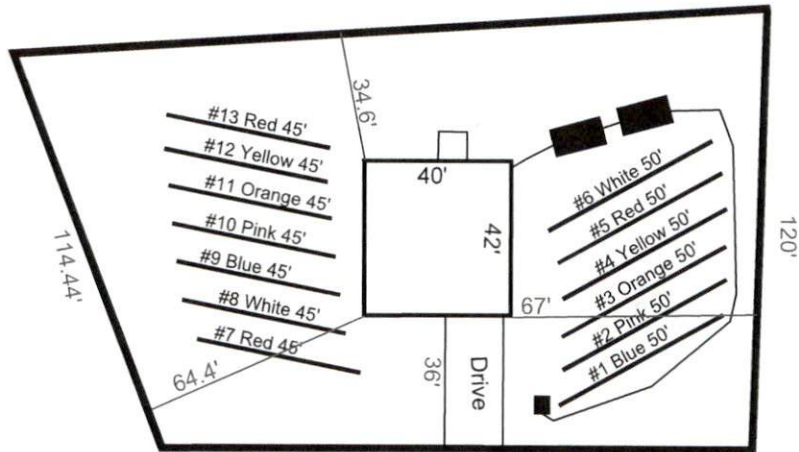 34.6'
#13 Red 45'
#12 Yellow 45'
#11 Orange 45'
#10 Pink 45'
#9 Blue 45'
#8 White 45'
#7 Red 45'
114.44'
64.4'
40'
42'
36'
Drive
67'
#6 White 50'
#5 Red 50'
#4 Yellow 50'
#3 Orange 50'
#2 Pink 50'
#1 Blue 50'
120'